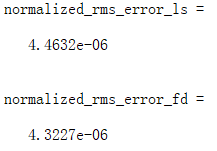 normalized_rms_error_ls =
4.4632e-06
normalized_rms_error_fd =
4.3227e-06